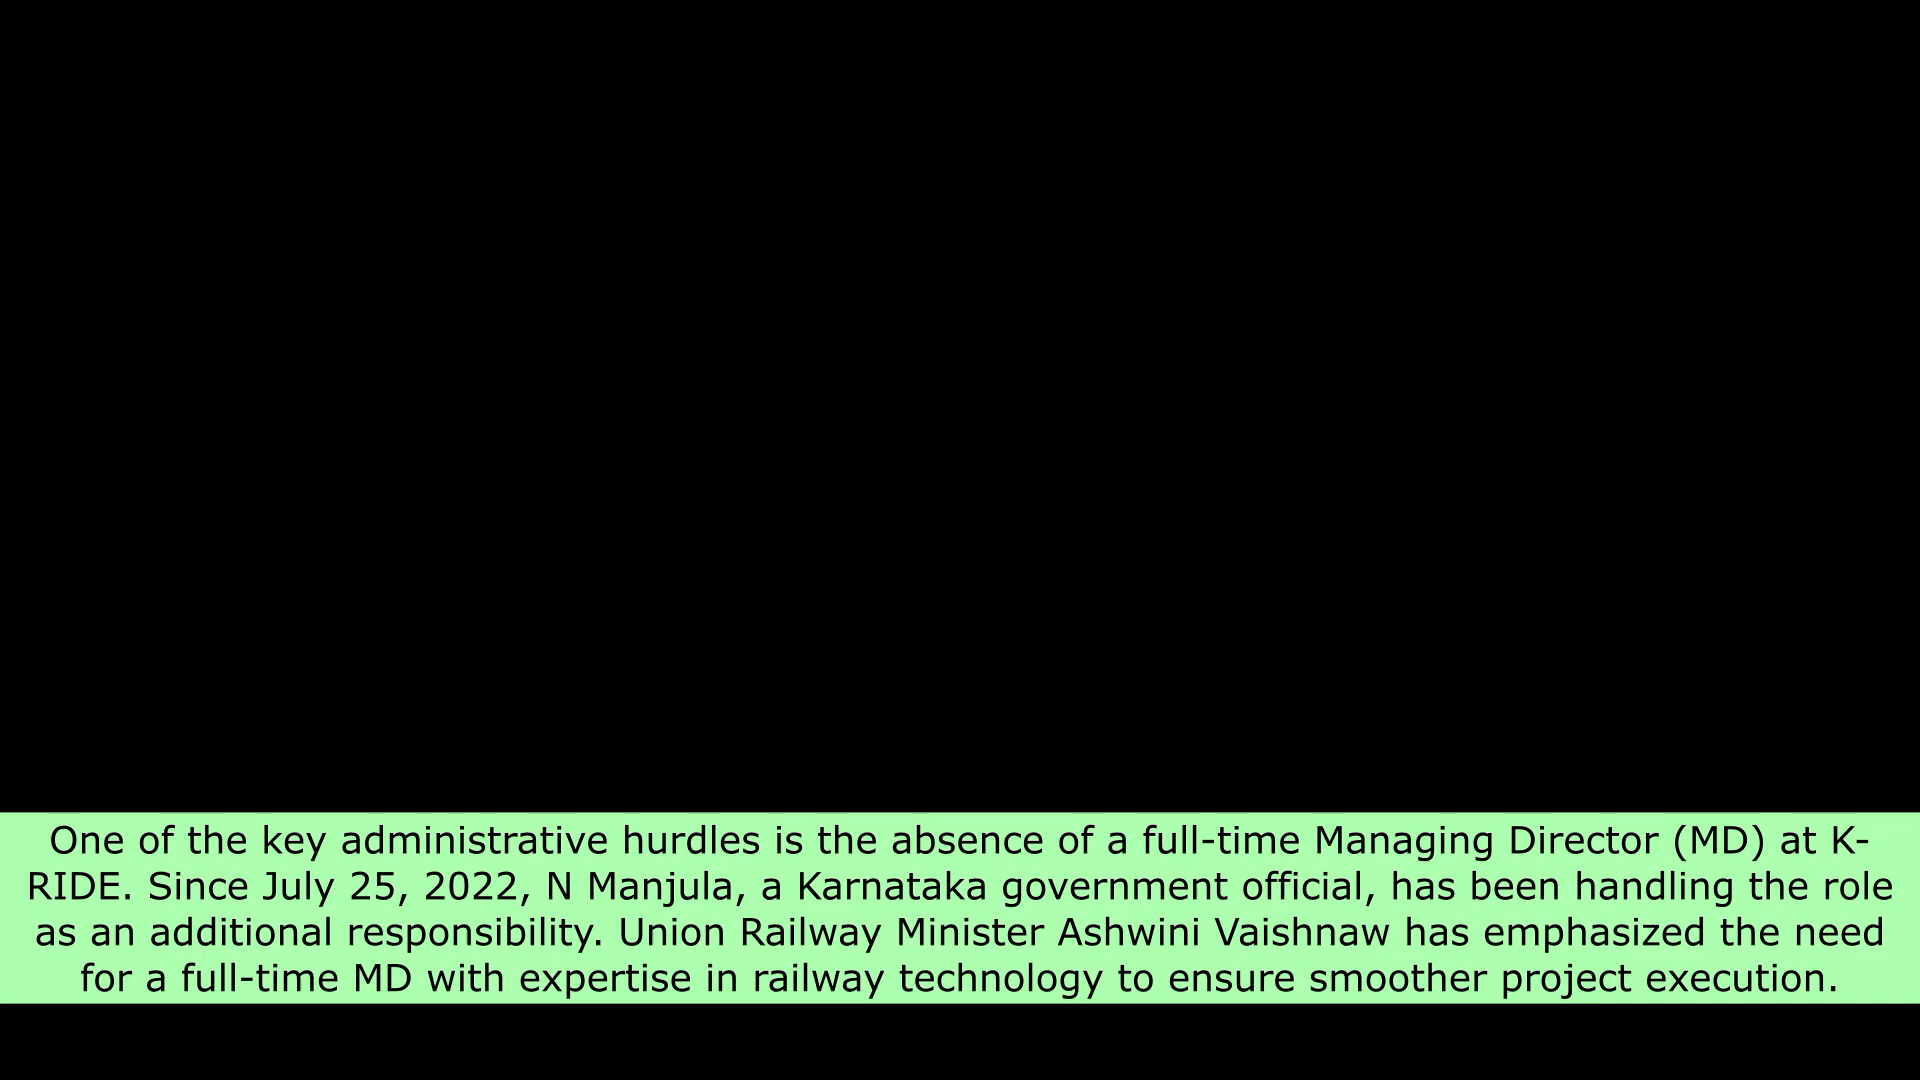 One of the key administrative hurdles is the absence of a full-time Managing Director (MD) at K-
RIDE. Since July 25, 2022, N Manjula, a Karnataka government official, has been handling the role
as an additional responsibility. Union Railway Minister Ashwini Vaishnaw has emphasized the need
for a full-time MD with expertise in railway technology to ensure smoother project execution.